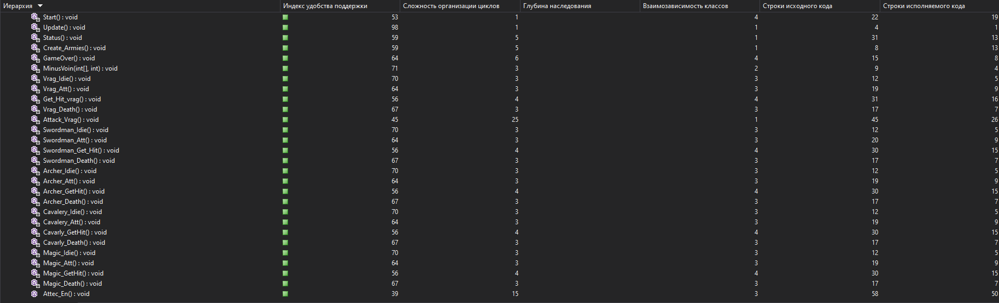 Иерархия Индекс удобства поддержки Сложность организации циклов Глубина наследования Взаимозависимость классов Строки исходного кода Строки исполняемого кода
Start() : void 53 1 4 22 19
Update() : void 98 1 1 4 1
Status() : void 59 5 1 31 13
Create_Armies() : void 59 5 1 8 13
GameOver() : void 64 6 4 15 8
MinusVoin(int[], int) : void 71 3 2 9 4
Vrag_Idie() : void 70 3 3 12 5
Vrag_Att() : void 64 3 3 19 9
Get_Hit_vrag() : void 56 4 4 31 16
Vrag_Death() : void 67 3 3 17 7
Attack_Vrag() : void 45 25 1 45 26
Swordman_Idie() : void 70 3 3 12 5
Swordman_Att() : void 64 3 3 20 9
Swordman_Get_Hit() : void 56 4 4 30 15
Swordman_Death() : void 67 3 3 17 7
Archer_Idie() : void 70 3 3 12 5
Archer_Att() : void 64 3 3 19 9
Archer_GetHit() : void 56 4 4 30 15
Archer_Death() : void 67 3 3 17 7
Cavalery_Idie() : void 70 3 3 12 5
Cavalery_Att() : void 64 3 3 19 9
Cavarly_GetHit() : void 56 4 4 30 15
Cavarly_Death() : void 67 3 3 17 7
Magic_Idie() : void 70 3 3 12 5
Magic_Att() : void 64 3 3 19 9
Magic_GetHit() : void 56 4 4 30 15
Magic_Death() : void 67 3 3 17 7
Attec_En() : void 39 15 3 58 50